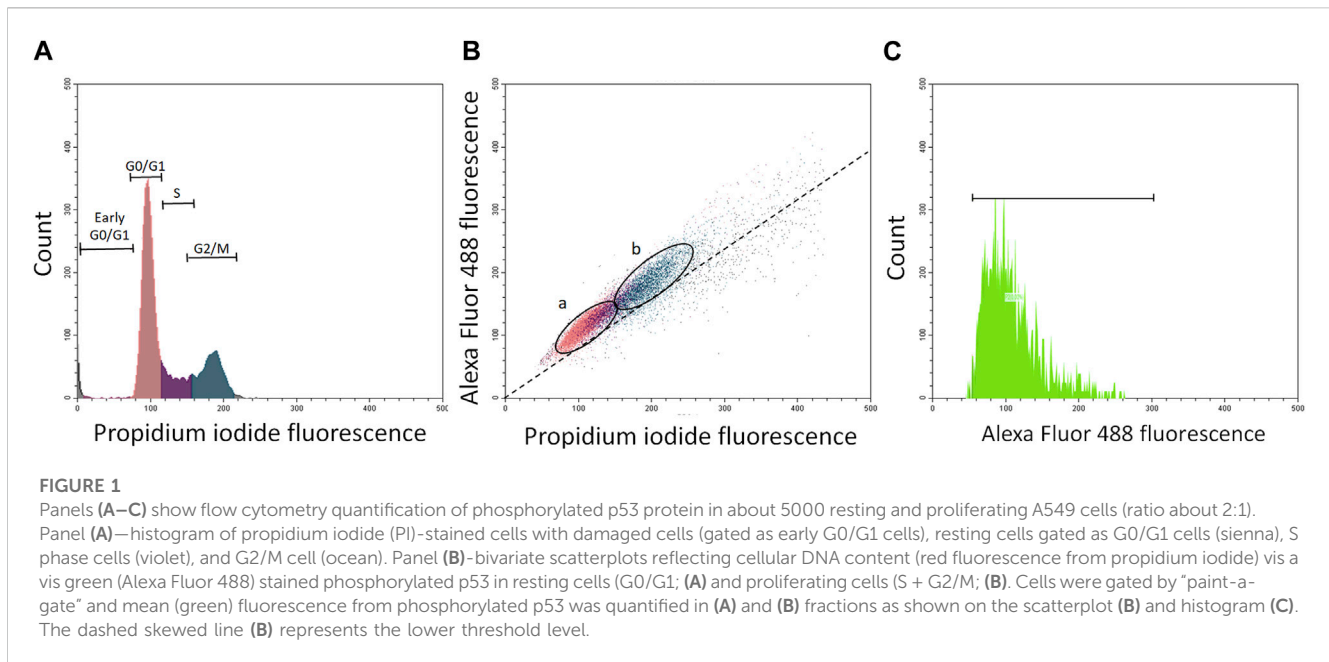 A
B
C
500
400
300
200
100
0
Count
Early
G0/G1
G0/G1
S
G2/M
0
100
200
300
400
500
Propidium iodide fluorescence
500
400
300
200
100
0
Alexa Fluor 488 fluorescence
a
b
0
100
200
300
400
500
Propidium iodide fluorescence
500
400
300
200
100
0
Count
0
100
200
300
400
500
Alexa Fluor 488 fluorescence
FIGURE 1
Panels (A–C) show flow cytometry quantification of phosphorylated p53 protein in about 5000 resting and proliferating A549 cells (ratio about 2:1).
Panel (A)—histogram of propidium iodide (PI)-stained cells with damaged cells (gated as early G0/G1 cells), resting cells gated as G0/G1 cells (sienna), S
phase cells (violet), and G2/M cell (ocean). Panel (B)-bivariate scatterplots reflecting cellular DNA content (red fluorescence from propidium iodide) vis a
vis green (Alexa Fluor 488) stained phosphorylated p53 in resting cells (G0/G1; (A) and proliferating cells (S + G2/M; (B). Cells were gated by "paint-a-
gate" and mean (green) fluorescence from phosphorylated p53 was quantified in (A) and (B) fractions as shown on the scatterplot (B) and histogram (C).
The dashed skewed line (B) represents the lower threshold level.